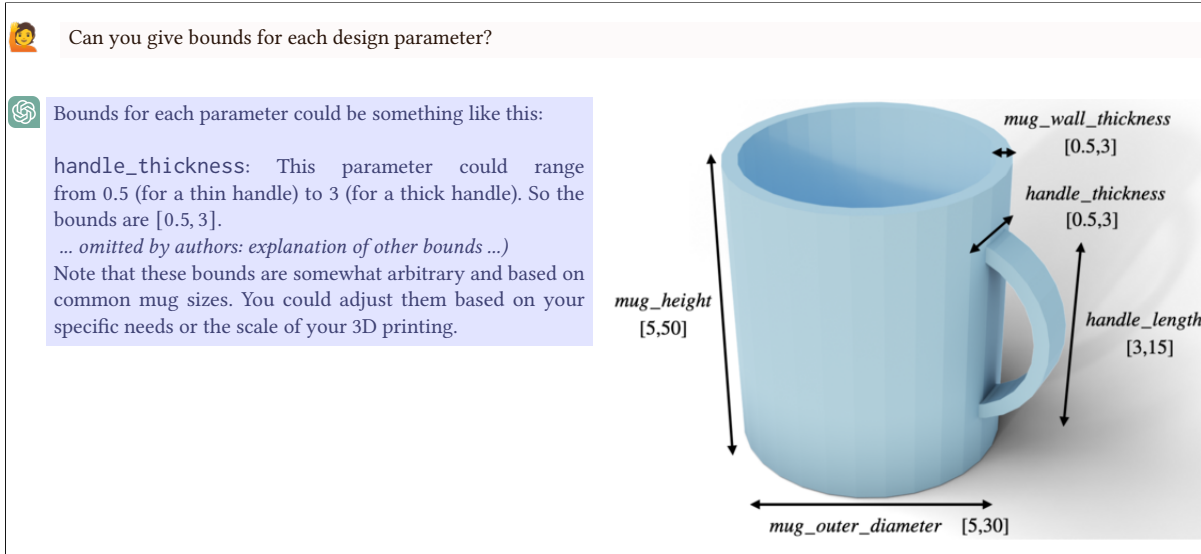 Can you give bounds for each design parameter?
Bounds for each parameter could be something like this:
handle_thickness: This parameter could range
from 0.5 (for a thin handle) to 3 (for a thick handle). So the
bounds are [0.5, 3].
... omitted by authors: explanation of other bounds ...)
Note that these bounds are somewhat arbitrary and based on
common mug sizes. You could adjust them based on your
specific needs or the scale of your 3D printing.
mug_wall_thickness
[0.5,3]
handle_thickness
[0.5,3]
mug_height
[5,50]
handle_length
[3,15]
mug_outer_diameter [5,30]